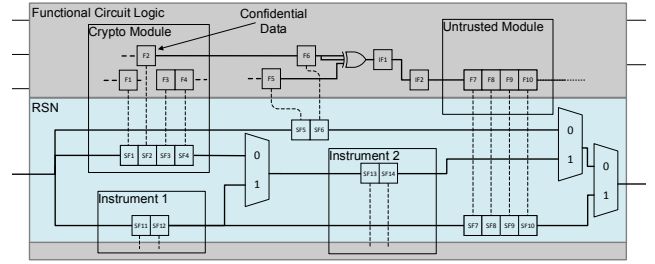 Functional Circuit Logic
Confidential
Data
Untrusted Module
Crypto Module
F2
F6
IF1
F1
F3
F4
F5
IF2
F7
F8
F9
F10
RSN
SF5
SF6
0
1
SF1
SF2
SF3
SF4
0
1
Instrument 2
SF13
SF14
0
1
Instrument 1
SF11
SF12
SF7
SF8
SF9
SF10